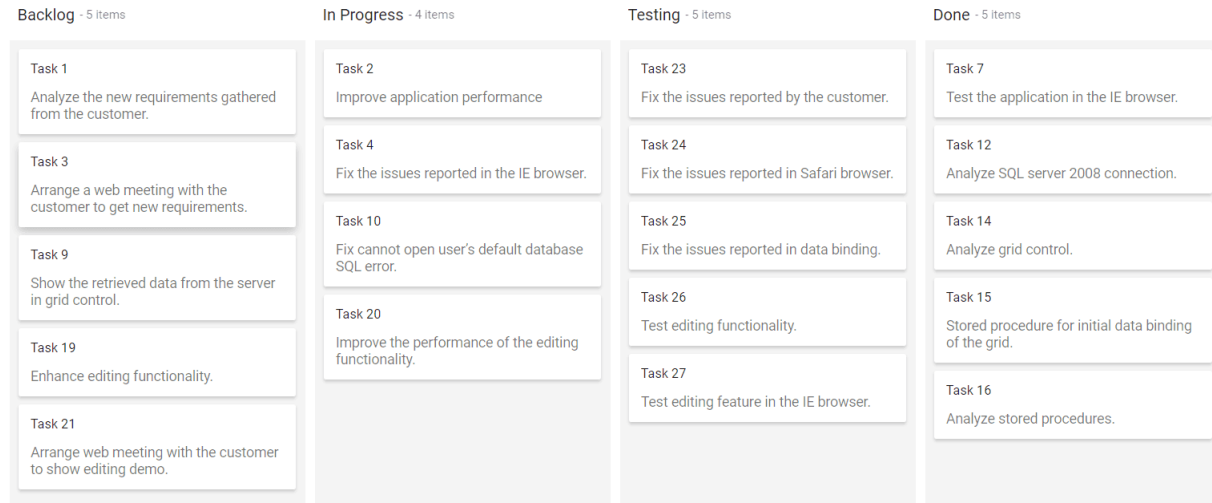 Backlog - 5 items
Task 1
Analyze the new requirements gathered
from the customer.
Task 3
Arrange a web meeting with the
customer to get new requirements.
Task 9
Show the retrieved data from the server
in grid control.
Task 19
Enhance editing functionality.
Task 21
Arrange web meeting with the customer
to show editing demo.
In Progress - 4 items
Task 2
Improve application performance
Task 4
Fix the issues reported in the IE browser.
Task 10
Fix cannot open user's default database
SQL error.
Task 20
Improve the performance of the editing
functionality.
Testing - 5 items
Task 23
Fix the issues reported by the customer.
Task 24
Fix the issues reported in Safari browser.
Task 25
Fix the issues reported in data binding.
Task 26
Test editing functionality.
Task 27
Test editing feature in the IE browser.
Done - 5 items
Task 7
Test the application in the IE browser.
Task 12
Analyze SQL server 2008 connection.
Task 14
Analyze grid control.
Task 15
Stored procedure for initial data binding
of the grid.
Task 16
Analyze stored procedures.